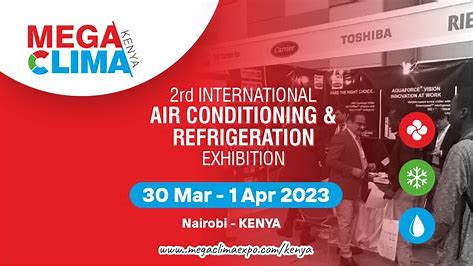 MEGA
CLIMA
KENYA
Carrier
TOSHIBA
2rd INTERNATIONAL
AIR CONDITIONING &
REFRIGERATION
EXHIBITION
AQUAFORCE VISION
INNOVATION AT WORK
30 Mar - 1 Apr 2023
Nairobi - KENYA
www.megaclimaexpo.com/kenya